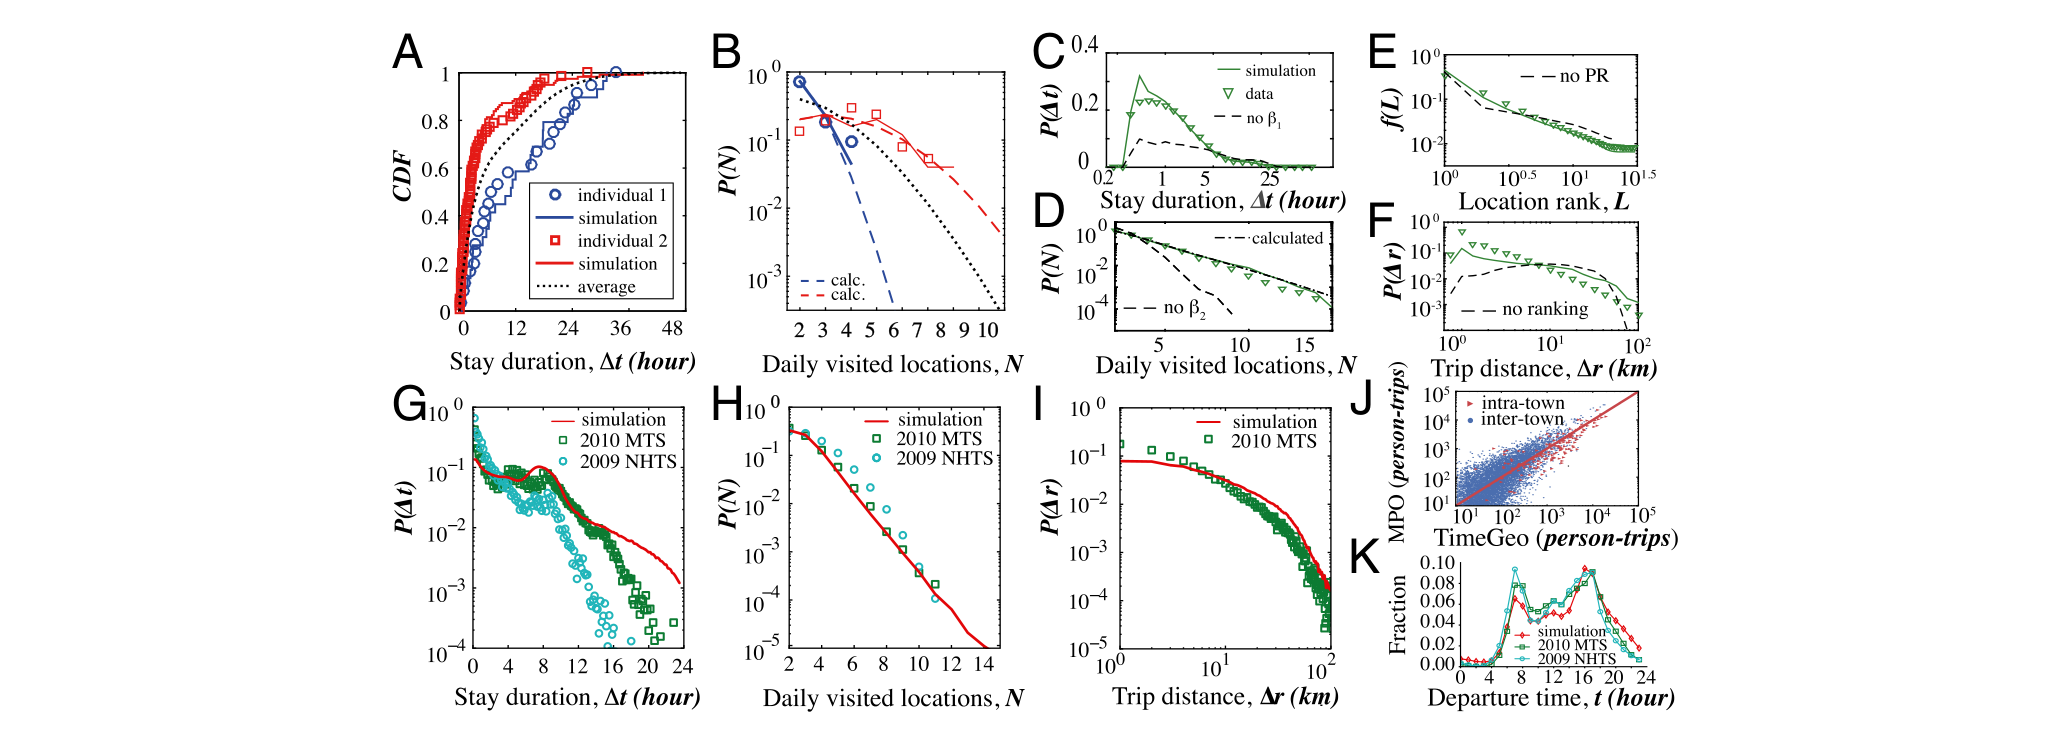 A
1
0.8
0.6
0.4
0.2
0
CDF
individual 1
simulation
individual 2
simulation
average
0 12 24 36 48
Stay duration, Δt (hour)
B
10^0
10^-1
10^-2
10^-3
P(N)
calc.
calc.
2 3 4 5 6 7 8 9 10
Daily visited locations, N
C
0.4
0.2
0
P(Δt)
simulation
data
no β1
0.2 1 5 25
Stay duration, Δt (hour)
D
10^0
10^-2
10^-4
P(N)
calculated
no β2
5 10 15
Daily visited locations, N
E
10^0
10^-1
10^-2
f(L)
no PR
10^0 10^0.5 10^1 10^1.5
Location rank, L
F
10^0
10^-1
10^-2
10^-3
P(Δr)
no ranking
10^0 10^1 10^2
Trip distance, Δr (km)
G
10^0
10^-1
10^-2
10^-3
10^-4
P(Δt)
simulation
2010 MTS
2009 NHTS
0 4 8 12 16 20 24
Stay duration, Δt (hour)
H
10^0
10^-1
10^-2
10^-3
10^-4
10^-5
P(N)
simulation
2010 MTS
2009 NHTS
2 4 6 8 10 12 14
Daily visited locations, N
I
10^0
10^-1
10^-2
10^-3
10^-4
10^-5
P(Δr)
simulation
2010 MTS
10^0 10^1 10^2
Trip distance, Δr (km)
J
10^5
10^4
10^3
10^2
10^1
MPO (person-trips)
intra-town
inter-town
10^1 10^2 10^3 10^4 10^5
TimeGeo (person-trips)
K
0.10
0.08
0.06
0.04
0.02
0.00
Fraction
simulation
2010 MTS
2009 NHTS
0 4 8 12 16 20 24
Departure time, t (hour)